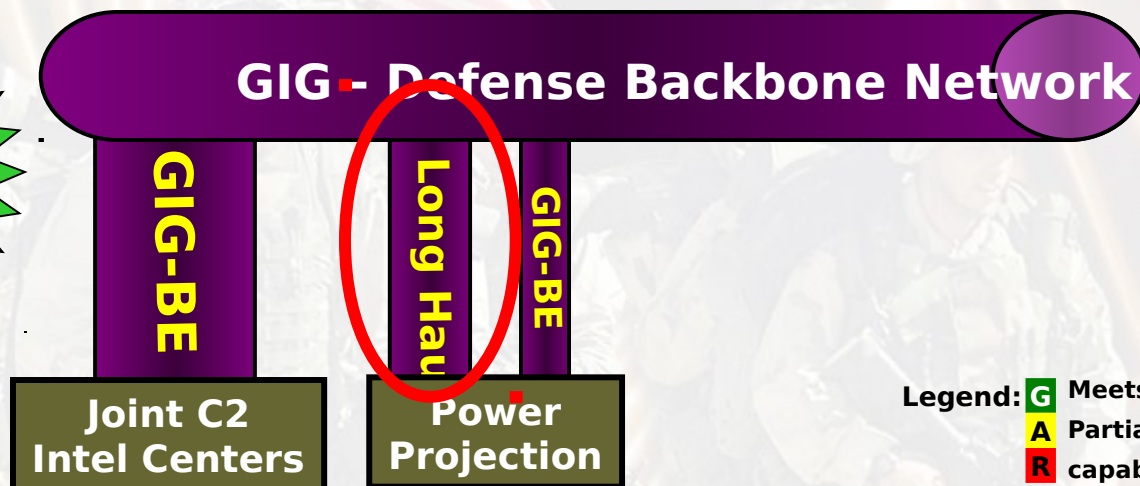 GIG - Defense Backbone Network
GIG-BE
Long Hau
GIG-BE
Joint C2
Intel Centers
Power
Projection
Legend:
G Meets
A Partia
R capab